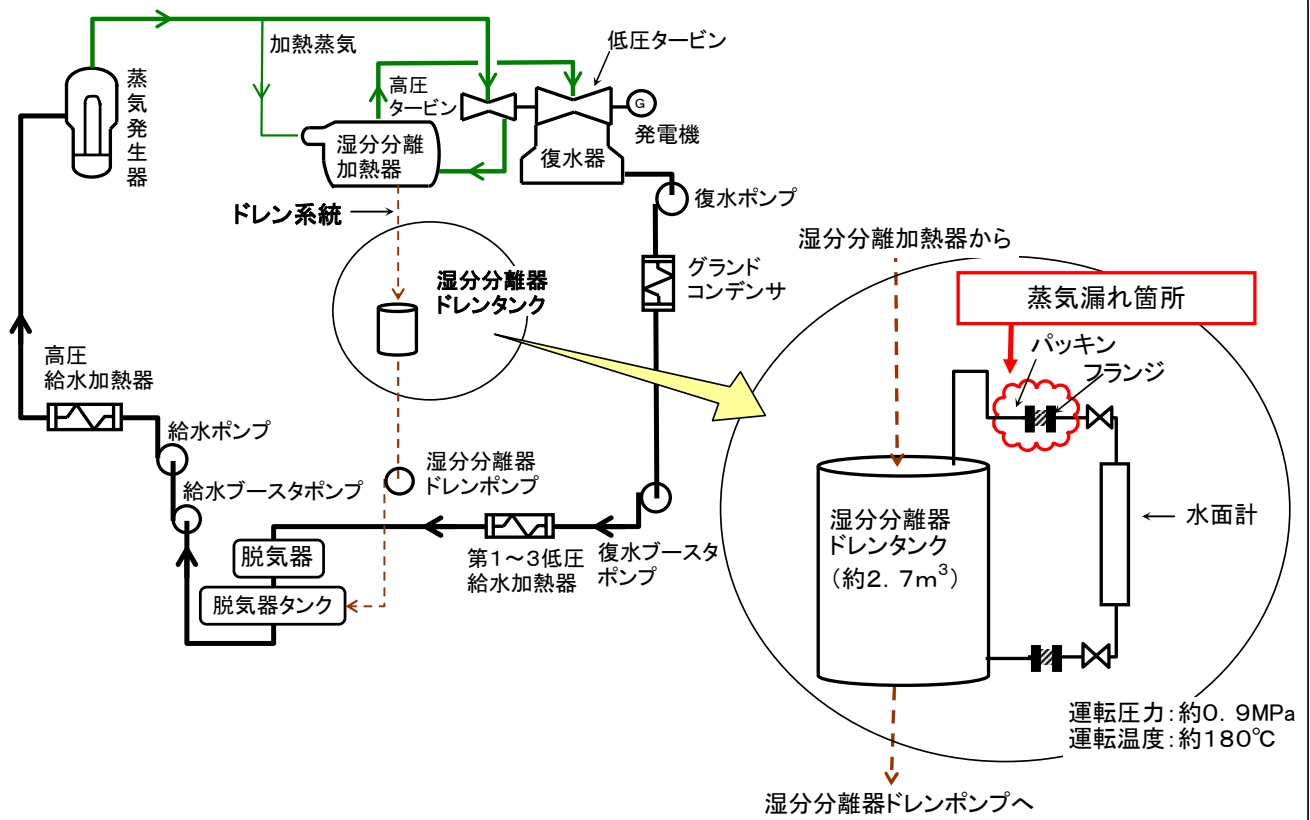 加熱蒸気
蒸
気
発
生
器
高圧
タービン
低圧タービン
G
発電機
湿分分離
加熱器
復水器
復水ポンプ
ドレン系統
湿分分離器
ドレンタンク
グランド
コンデンサ
高圧
給水加熱器
給水ポンプ
給水ブースタポンプ
湿分分離器
ドレンポンプ
脱気器
脱気器タンク
第1~3低圧
給水加熱器
復水ブースタ
ポンプ
湿分分離加熱器から
蒸気漏れ箇所
パッキン
フランジ
湿分分離器
ドレンタンク
(約2.7m³)
水面計
運転圧力:約0.9MPa
運転温度:約180℃
湿分分離器ドレンポンプへ